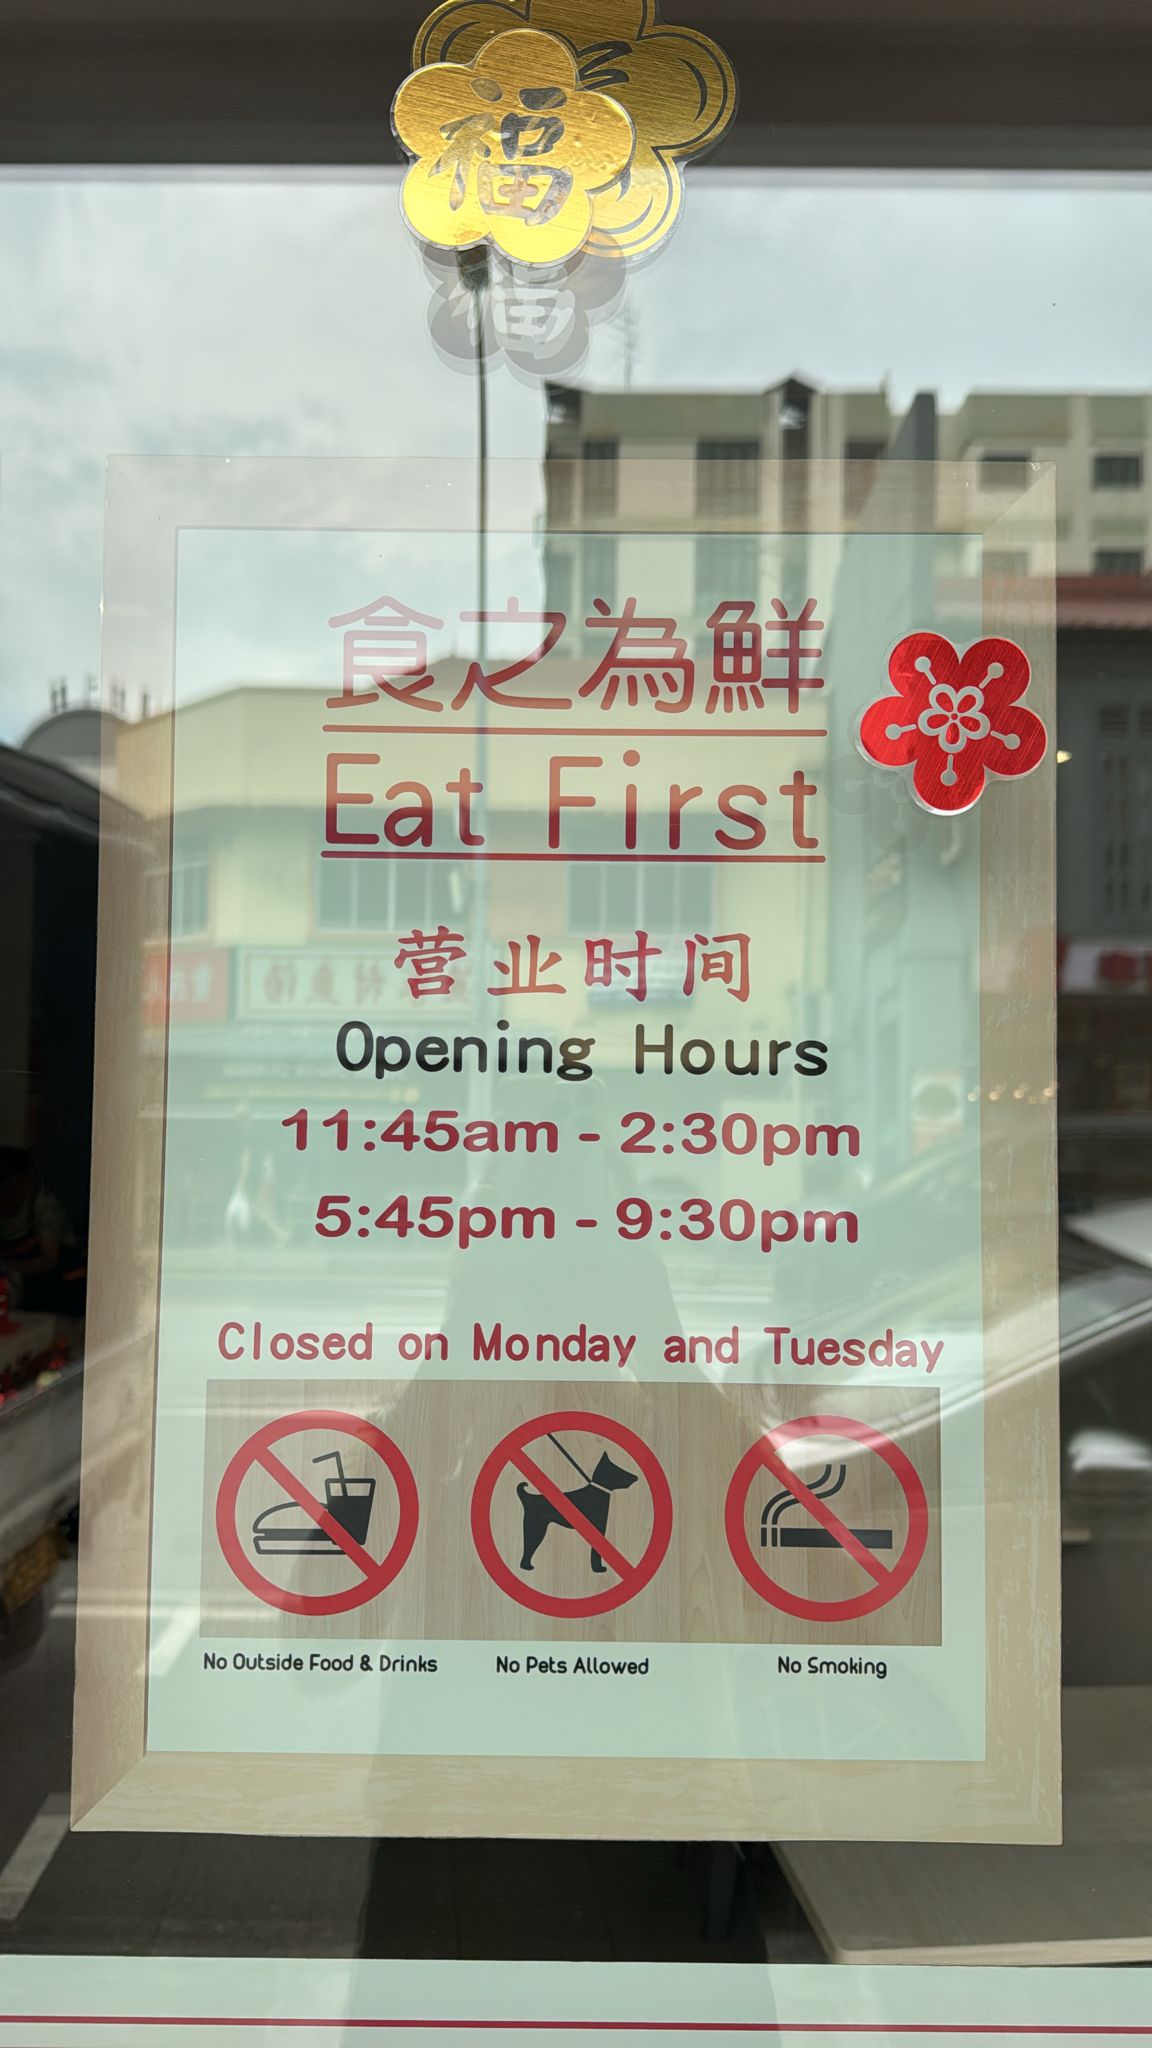 福
食之為鮮
Eat First
营业时间
Opening Hours
11:45am - 2:30pm
5:45pm - 9:30pm
Closed on Monday and Tuesday
No Outside Food & Drinks
No Pets Allowed
No Smoking